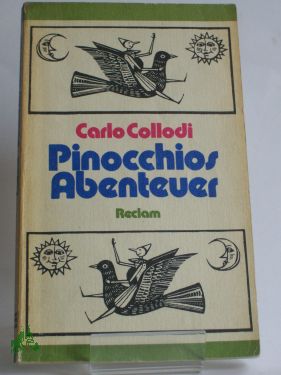 Carlo Collodi
Pinocchios
Abenteuer
Reclam